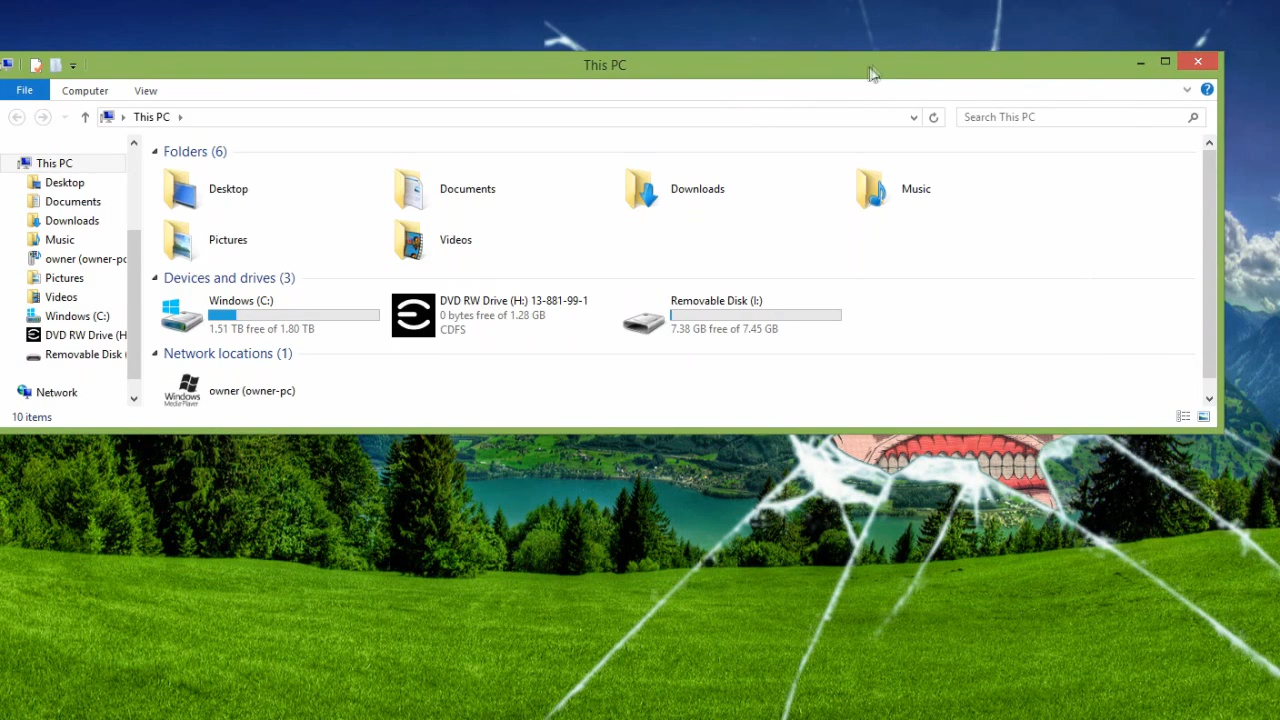 This PC
File
Computer
View
This PC
Search This PC
This PC
Desktop
Documents
Downloads
Music
owner (owner-pc
Pictures
Videos
Windows (C:)
DVD RW Drive (H
Removable Disk (
Network
Folders (6)
Desktop
Documents
Downloads
Music
Pictures
Videos
Devices and drives (3)
Windows (C:)
1.51 TB free of 1.80 TB
DVD RW Drive (H:) 13-881-99-1
0 bytes free of 1.28 GB
CDFS
Removable Disk (I:)
7.38 GB free of 7.45 GB
Network locations (1)
Windows
MediaPlayer
owner (owner-pc)
10 items